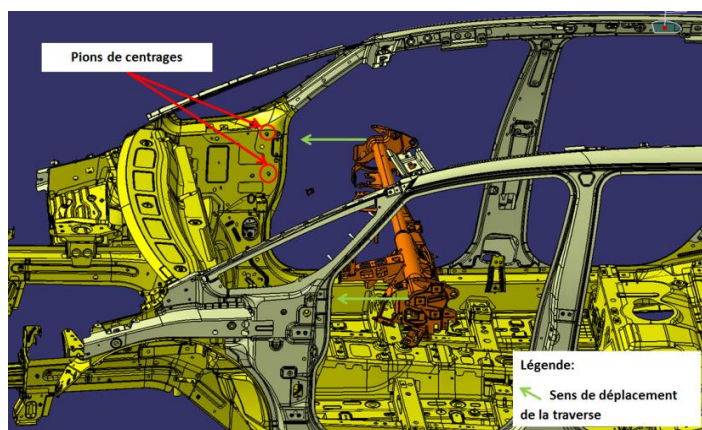 Pions de centrages
Légende:
Sens de déplacement
de la traverse